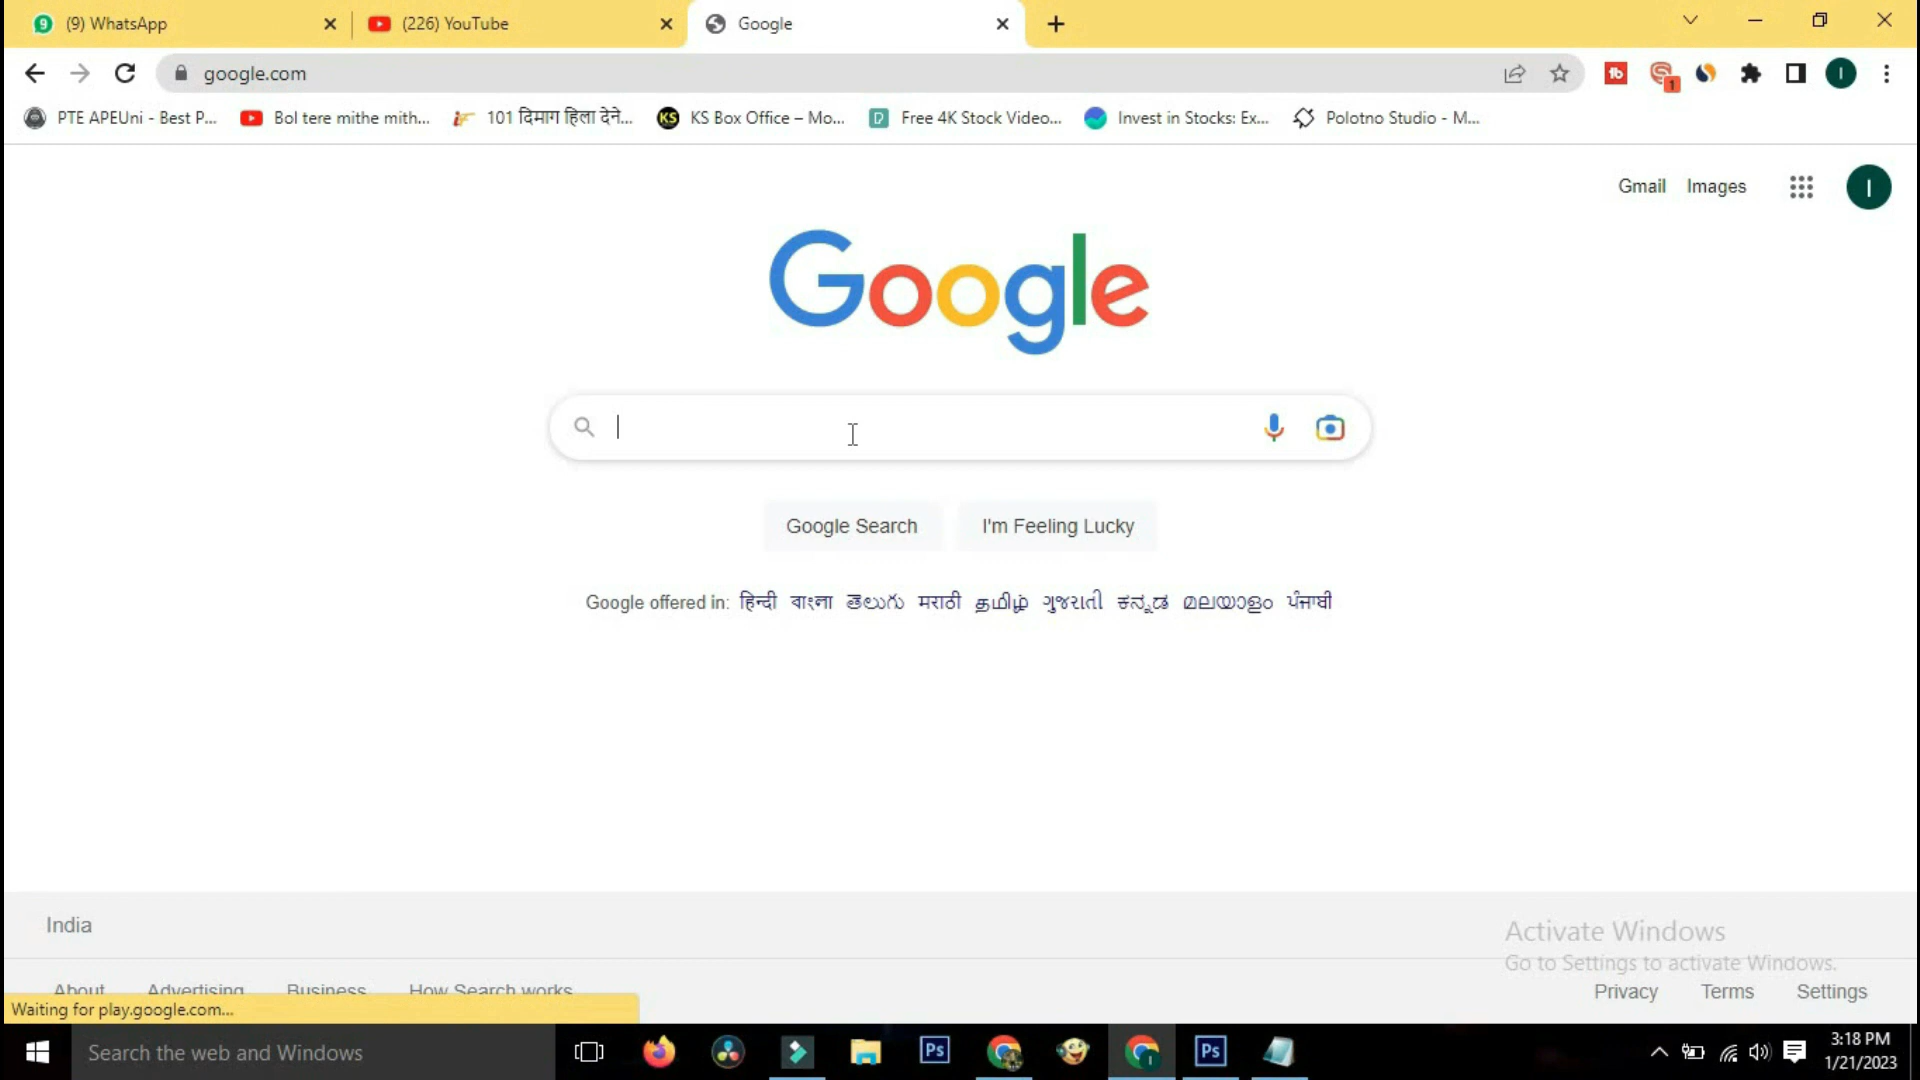 (9) WhatsApp
(226) YouTube
Google
google.com
1
I
PTE APEUni - Best P...
Bol tere mithe mith...
101 दिमाग हिला देने...
KS Box Office – Mo...
Free 4K Stock Video...
Invest in Stocks: Ex...
Polotno Studio - M...
Gmail
Images
I
Google
Google Search
I'm Feeling Lucky
Google offered in: हिन्दी বাংলা తెలుగు मराठी தமிழ் ગુજરાતી ಕನ್ನಡ മലയാളം ਪੰਜਾਬੀ
India
Activate Windows
Go to Settings to activate Windows.
About
Advertising
Business
How Search works
Privacy
Terms
Settings
Waiting for play.google.com...
Search the web and Windows
Ps
Ps
3:18 PM
1/21/2023